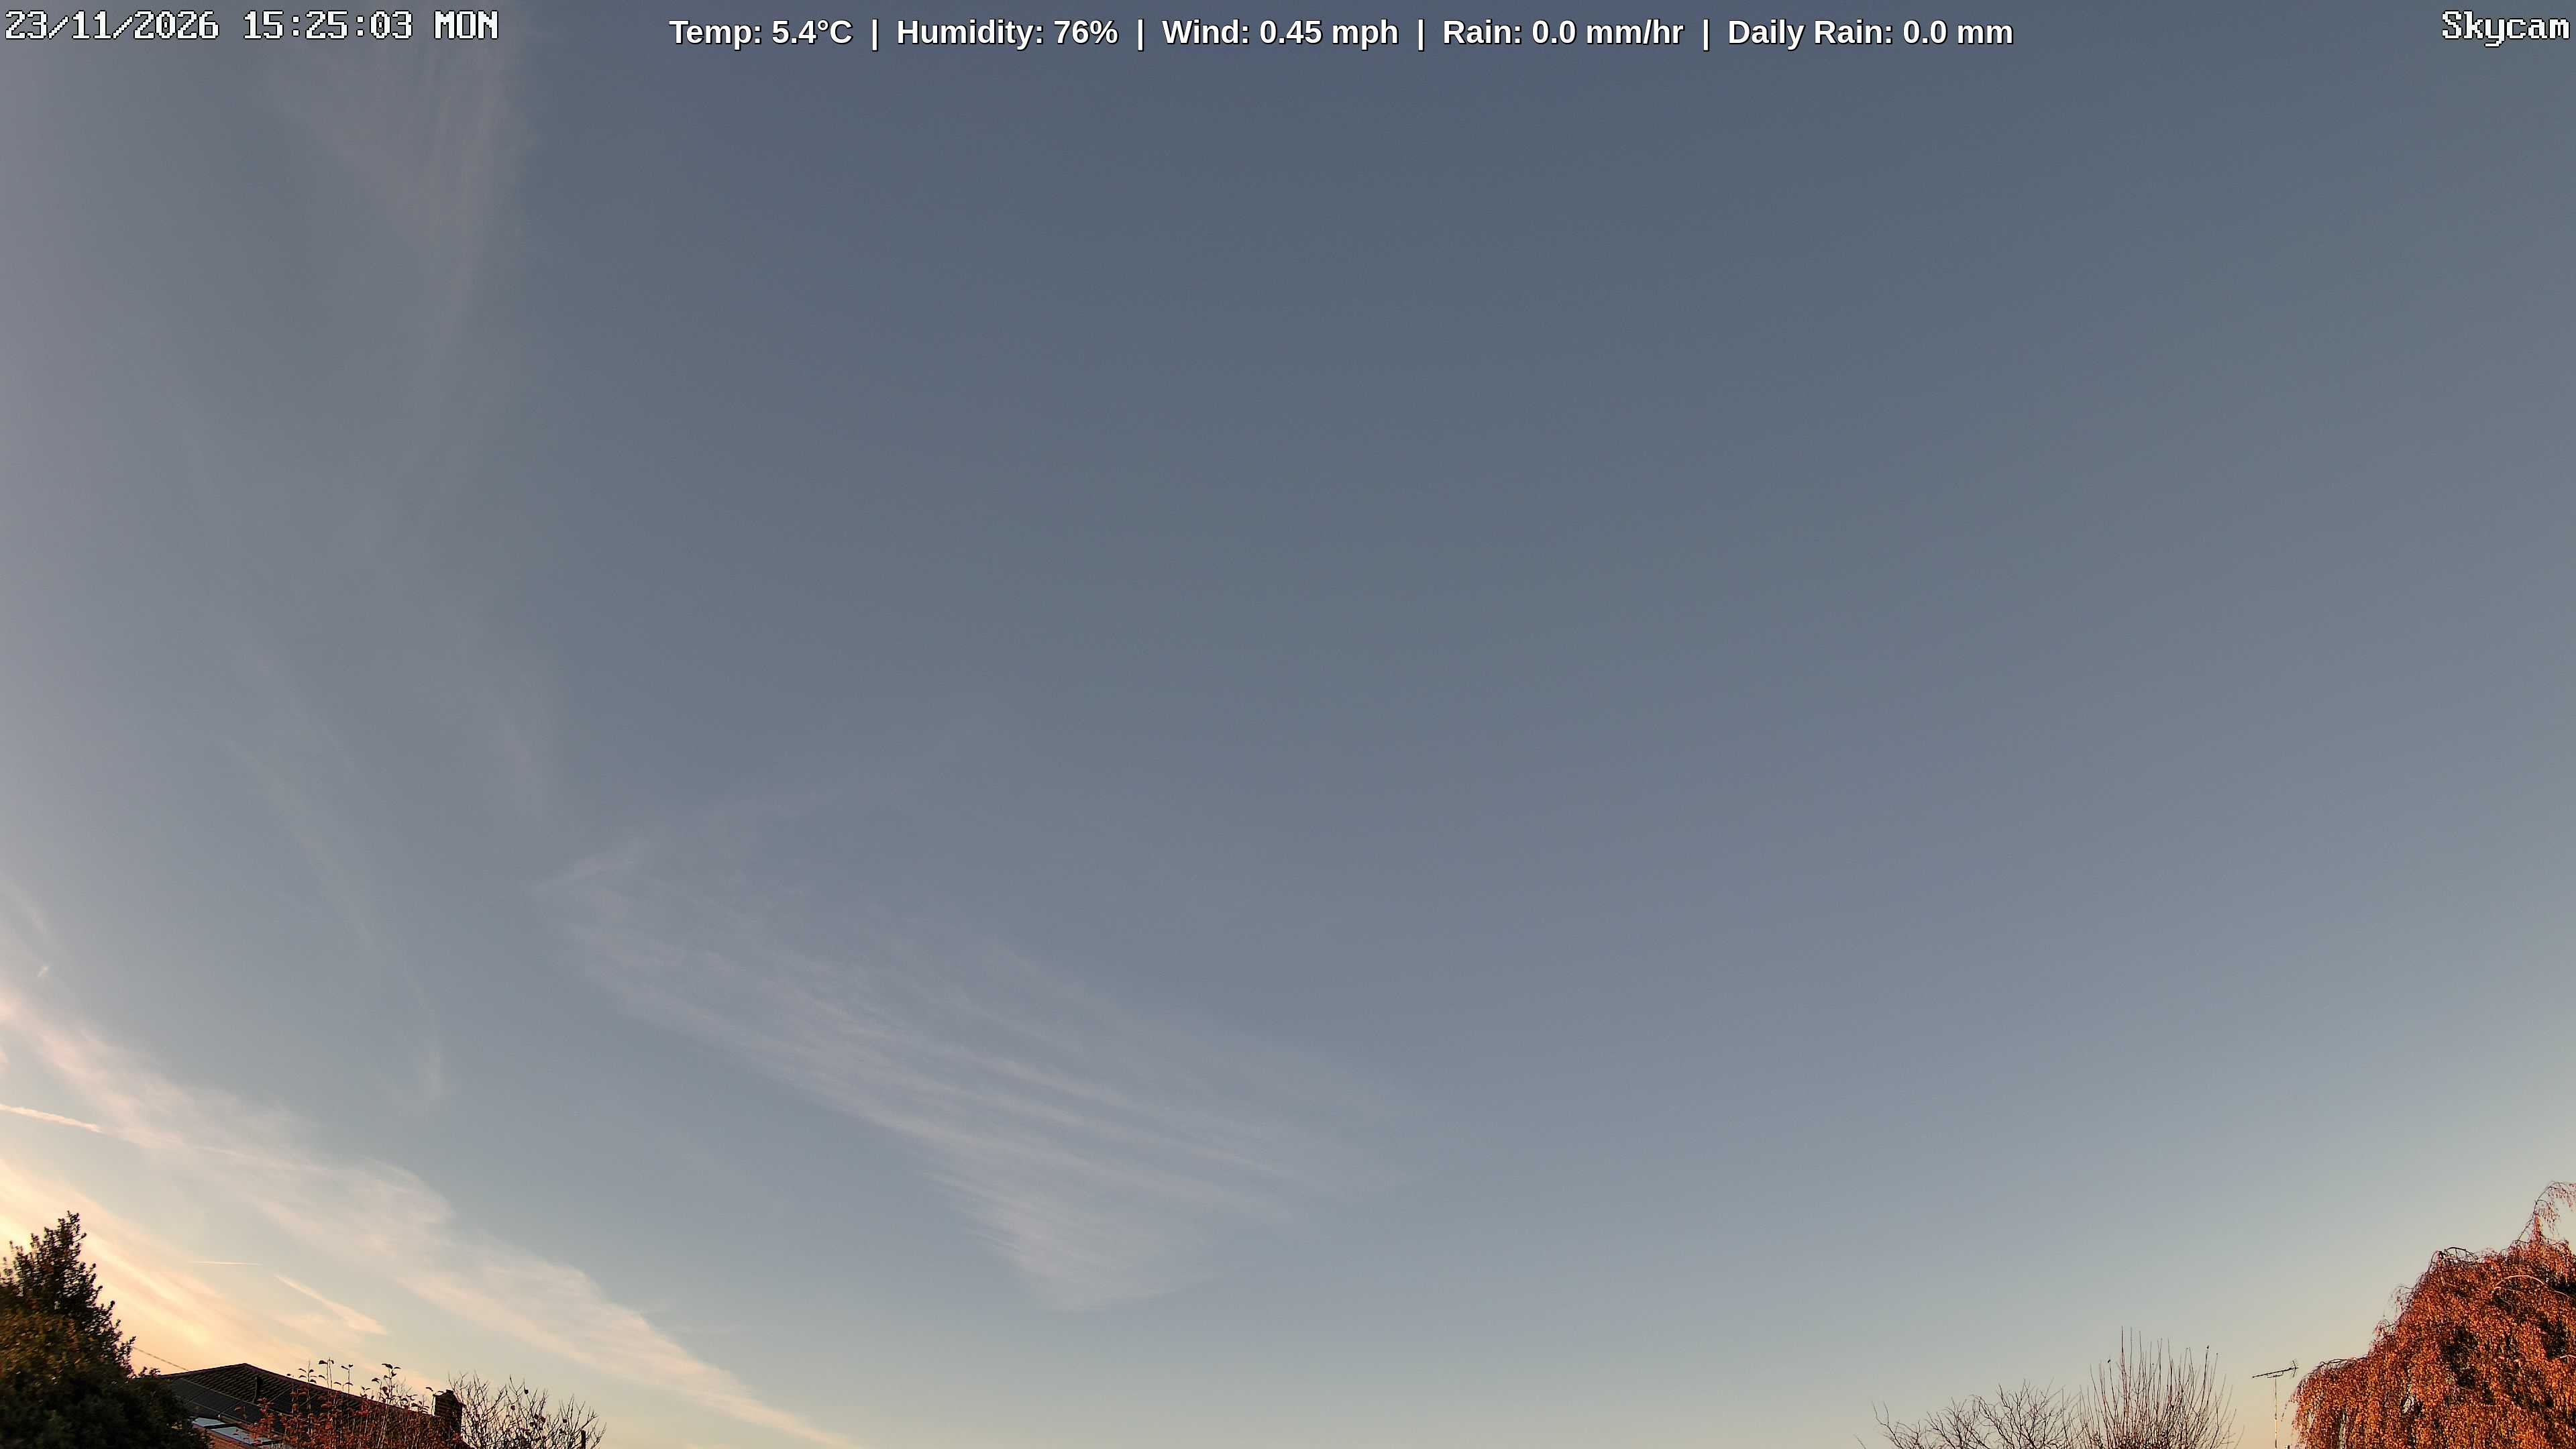 23/11/2026 15:25:03 MON
Temp: 5.4°C | Humidity: 76% | Wind: 0.45 mph | Rain: 0.0 mm/hr | Daily Rain: 0.0 mm
Skycam